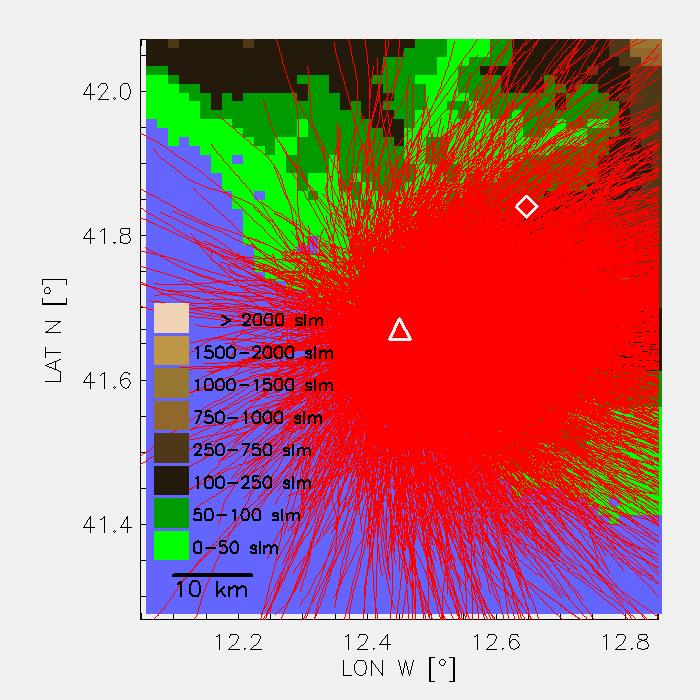 42.0
41.8
41.6
41.4
LAT N [°]
> 2000 slm
1500-2000 slm
1000-1500 slm
750-1000 slm
250-750 slm
100-250 slm
50-100 slm
0-50 slm
10 km
12.2 12.4 12.6 12.8
LON W [°]